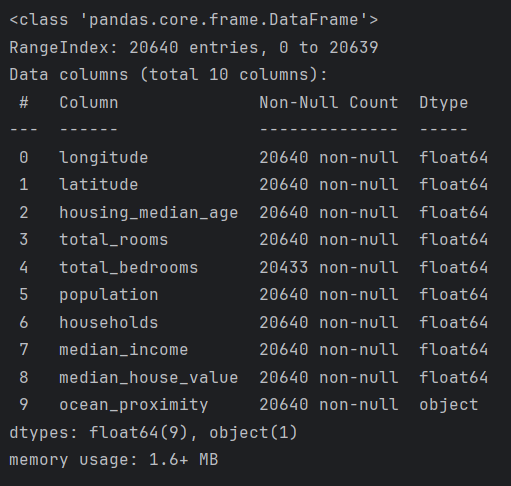 <class 'pandas.core.frame.DataFrame'>
RangeIndex: 20640 entries, 0 to 20639
Data columns (total 10 columns):
 #   Column              Non-Null Count  Dtype
---  ------              --------------  -----
 0   longitude           20640 non-null  float64
 1   latitude            20640 non-null  float64
 2   housing_median_age  20640 non-null  float64
 3   total_rooms         20640 non-null  float64
 4   total_bedrooms      20433 non-null  float64
 5   population          20640 non-null  float64
 6   households          20640 non-null  float64
 7   median_income       20640 non-null  float64
 8   median_house_value  20640 non-null  float64
 9   ocean_proximity     20640 non-null  object
dtypes: float64(9), object(1)
memory usage: 1.6+ MB